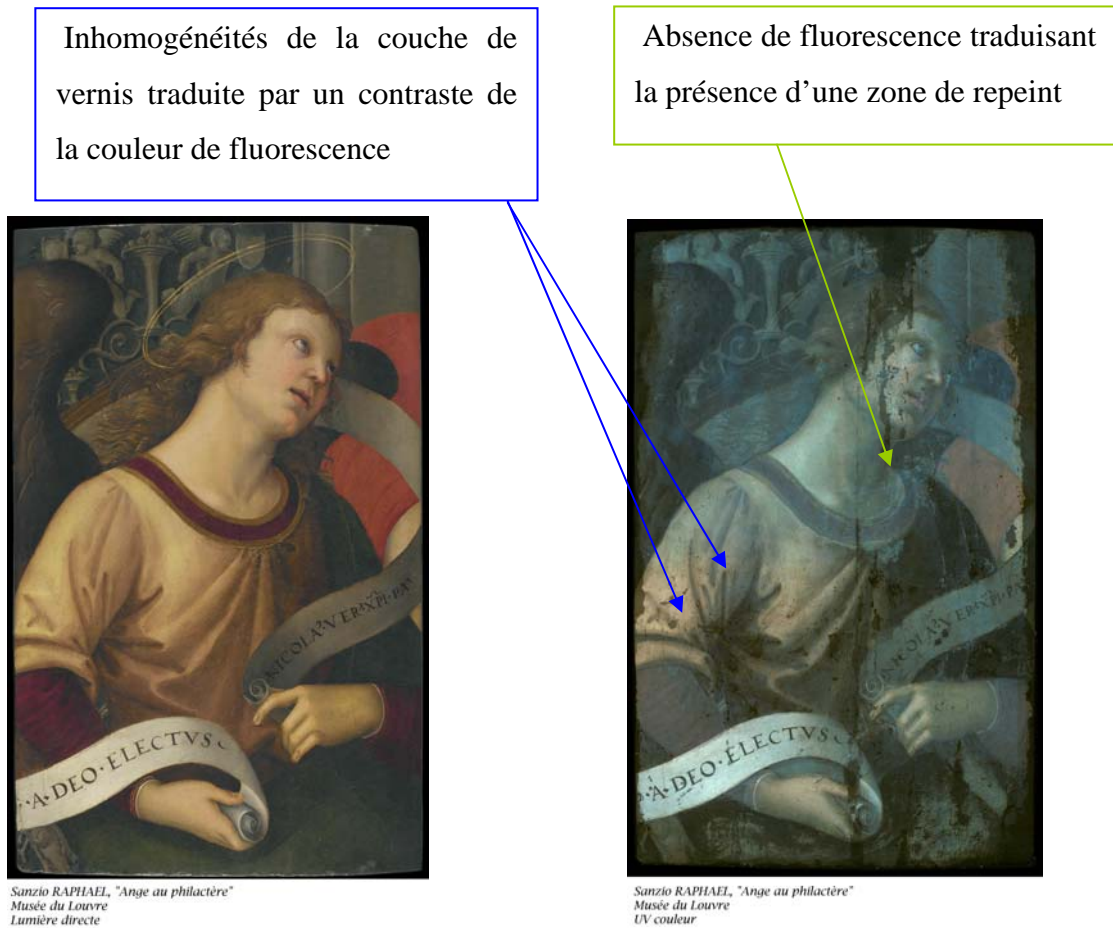 Inhomogénéités de la couche de
vernis traduite par un contraste de
la couleur de fluorescence
Absence de fluorescence traduisant
la présence d'une zone de repeint
NICOLA
A·DEO·ELECTVS
NICOLA
A·DEO·ELECTVS
Sanzio RAPHAEL, "Ange au philactère"
Musée du Louvre
Lumière directe
Sanzio RAPHAEL, "Ange au philactère"
Musée du Louvre
UV couleur